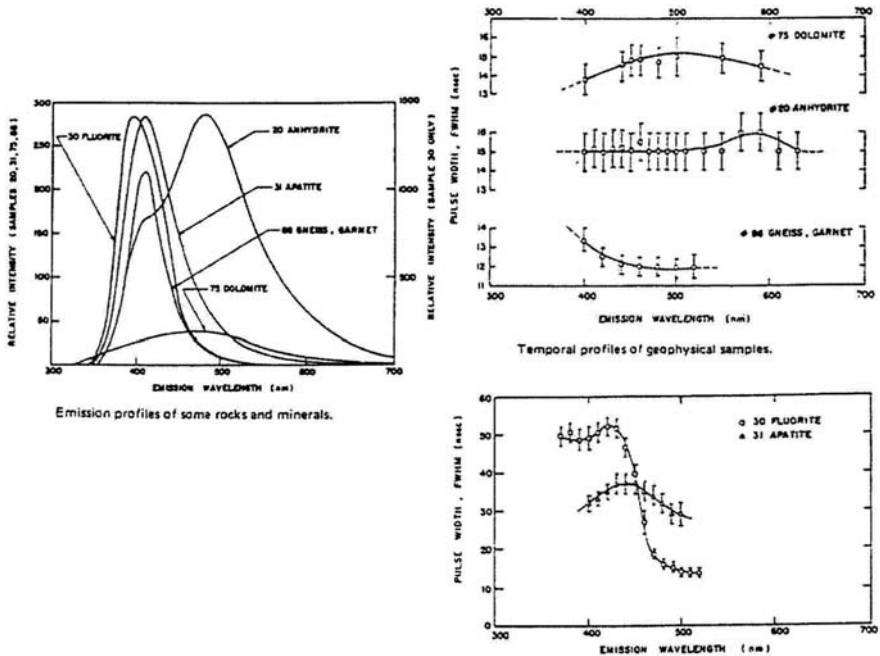 RELATIVE INTENSITY (SAMPLES 20,31,75,86)
300
250
200
150
100
50
30 FLUORITE
20 ANHYDRITE
31 APATITE
86 GNEISS, GARNET
75 DOLOMITE
1000
500
RELATIVE INTENSITY (SAMPLE 30 ONLY)
300 400 500 600 700
EMISSION WAVELENGTH (nm)
Emission profiles of some rocks and minerals.
400 500 600 700
PULSE WIDTH, FWHM (nsec)
# 75 DOLOMITE
16
15
14
13
# 20 ANHYDRITE
16
15
14
13
# 86 GNEISS, GARNET
14
13
12
11
300 400 500 600 700
EMISSION WAVELENGTH (nm)
Temporal profiles of geophysical samples.
PULSE WIDTH, FWHM (nsec)
60
50
40
30
20
10
0
30 FLUORITE
31 APATITE
300 400 500 600 700
EMISSION WAVELENGTH (nm)